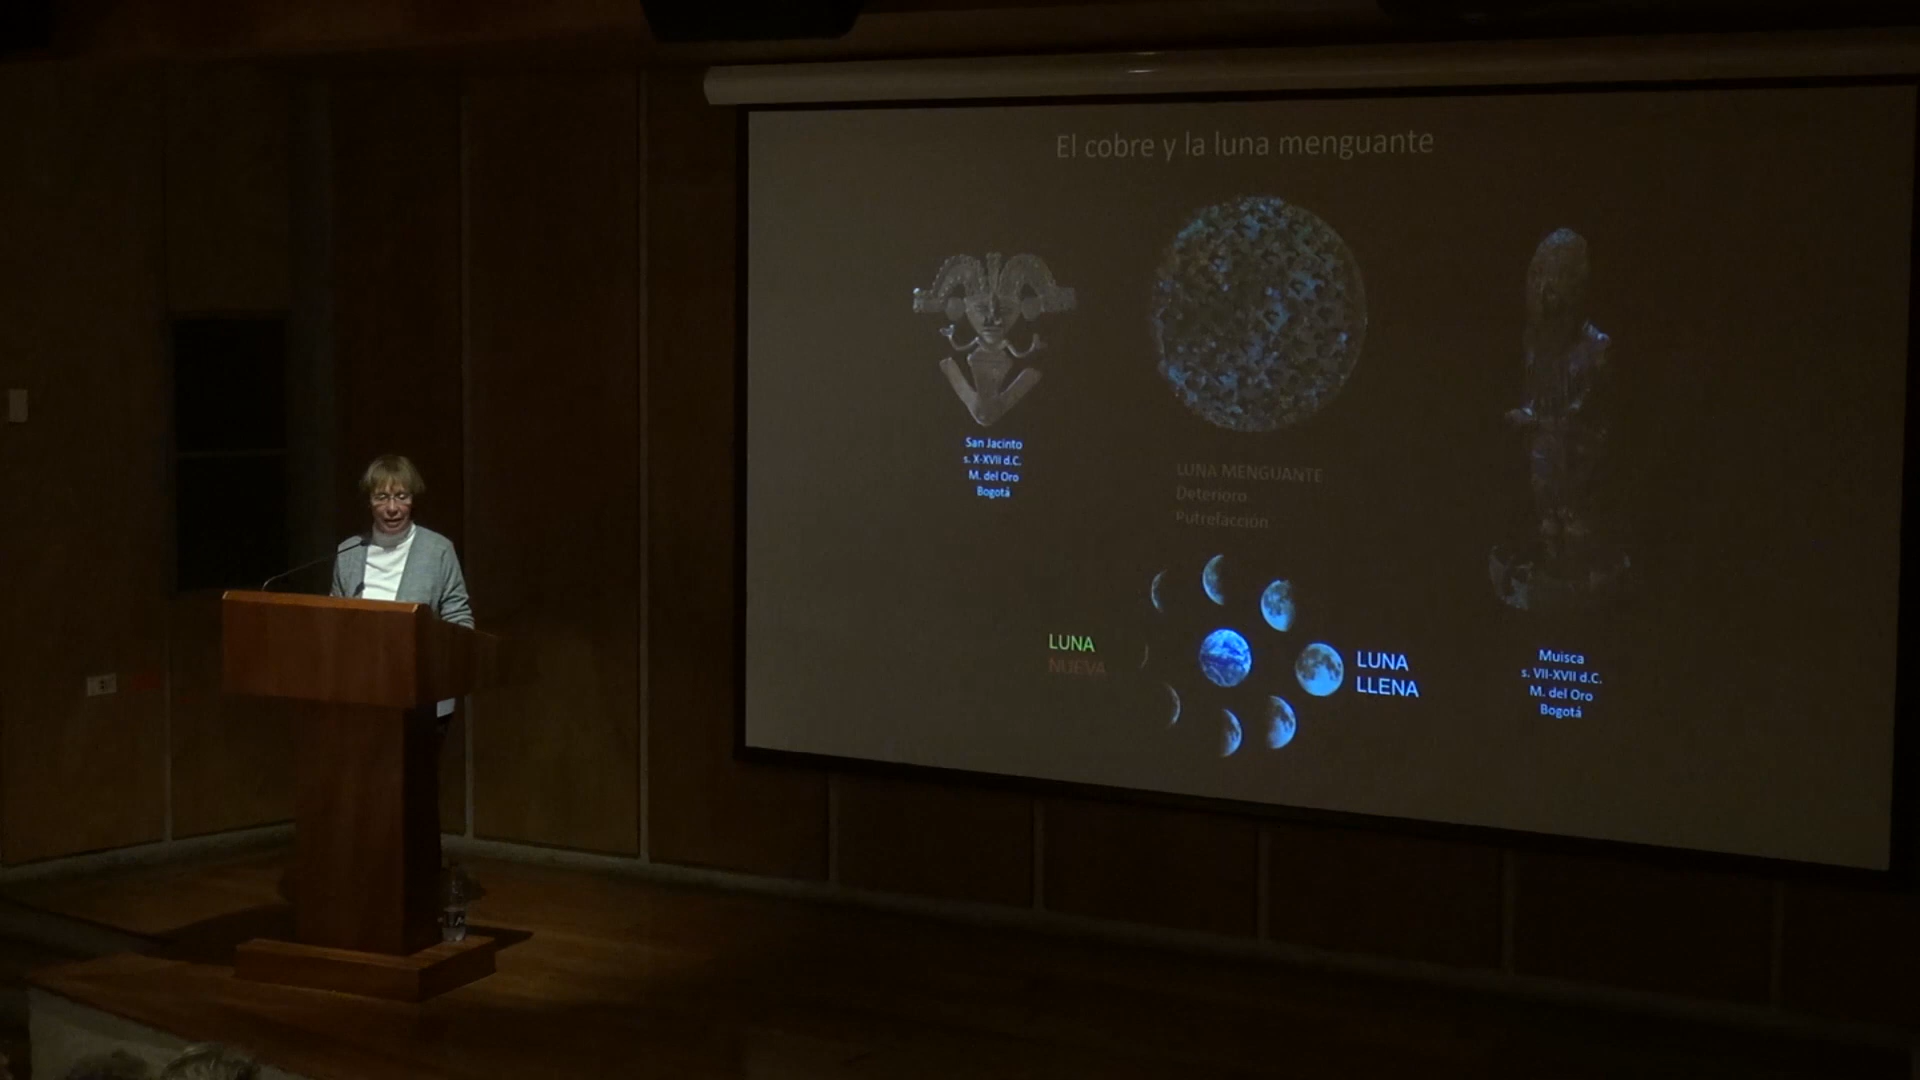 El cobre y la luna menguante
San Jacinto
s. X-XVII d.C.
M. del Oro
Bogotá
LUNA MENGUANTE
Deterioro
Putrefacción
LUNA
NUEVA
LUNA
LLENA
Muisca
s. VII-XVII d.C.
M. del Oro
Bogotá